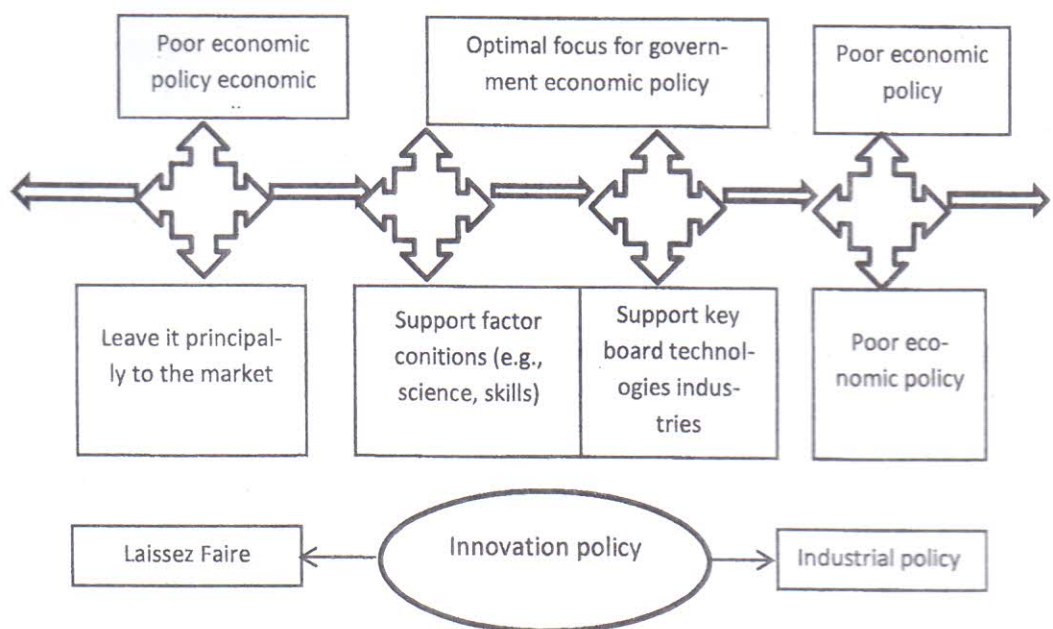 Poor economic
policy economic
..
Optimal focus for govern-
ment economic policy
Poor economic
policy
Leave it principal-
ly to the market
Support factor
conitions (e.g.,
science, skills)
Support key
board technol-
ogies indus-
tries
Poor eco-
nomic policy
Laissez Faire
Innovation policy
Industrial policy